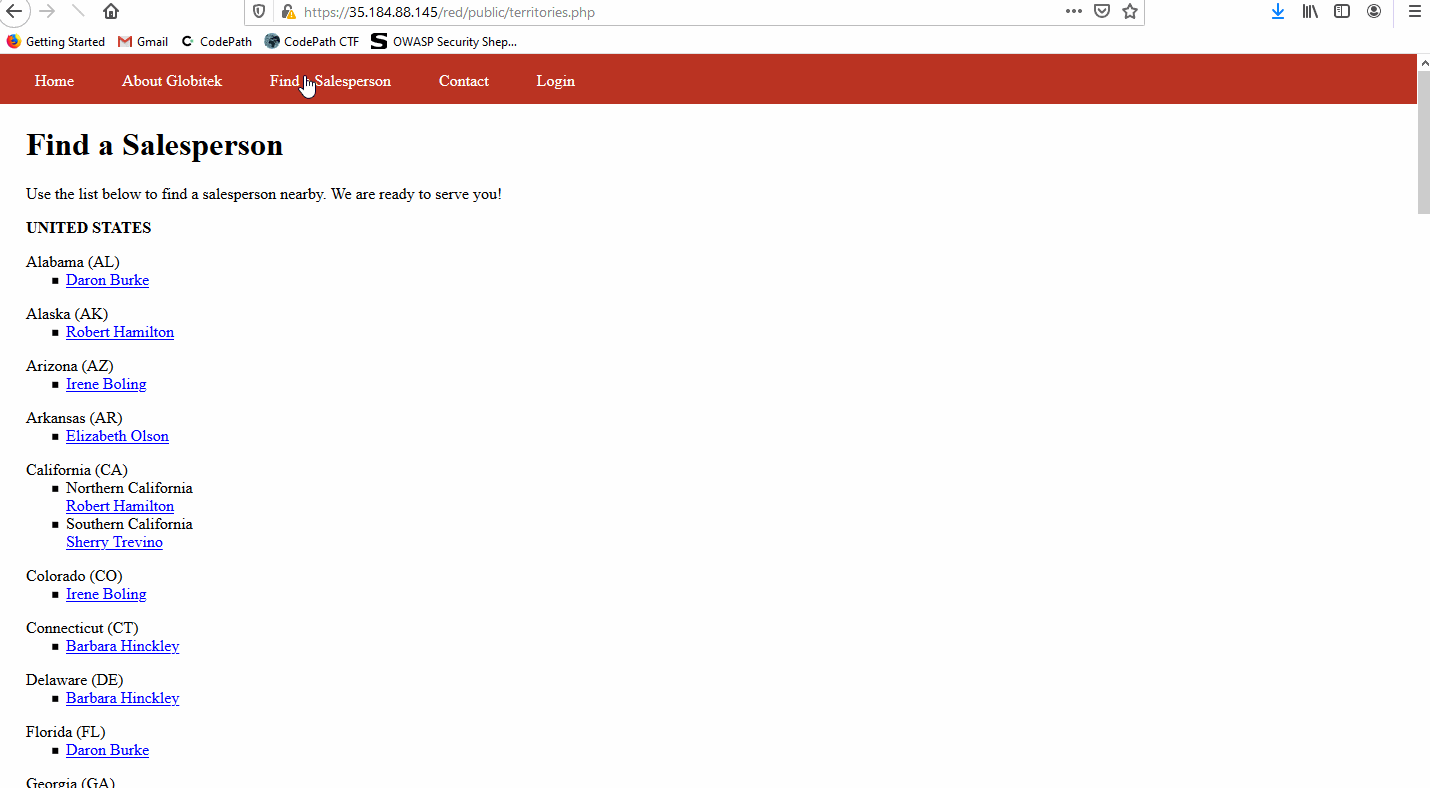 https://35.184.88.145/red/public/territories.php
Getting Started Gmail CodePath CodePath CTF OWASP Security Shep...
Home About Globitek Find a Salesperson Contact Login
Find a Salesperson
Use the list below to find a salesperson nearby. We are ready to serve you!
UNITED STATES
Alabama (AL)
Daron Burke
Alaska (AK)
Robert Hamilton
Arizona (AZ)
Irene Boling
Arkansas (AR)
Elizabeth Olson
California (CA)
Northern California
Robert Hamilton
Southern California
Sherry Trevino
Colorado (CO)
Irene Boling
Connecticut (CT)
Barbara Hinckley
Delaware (DE)
Barbara Hinckley
Florida (FL)
Daron Burke
Georgia (GA)